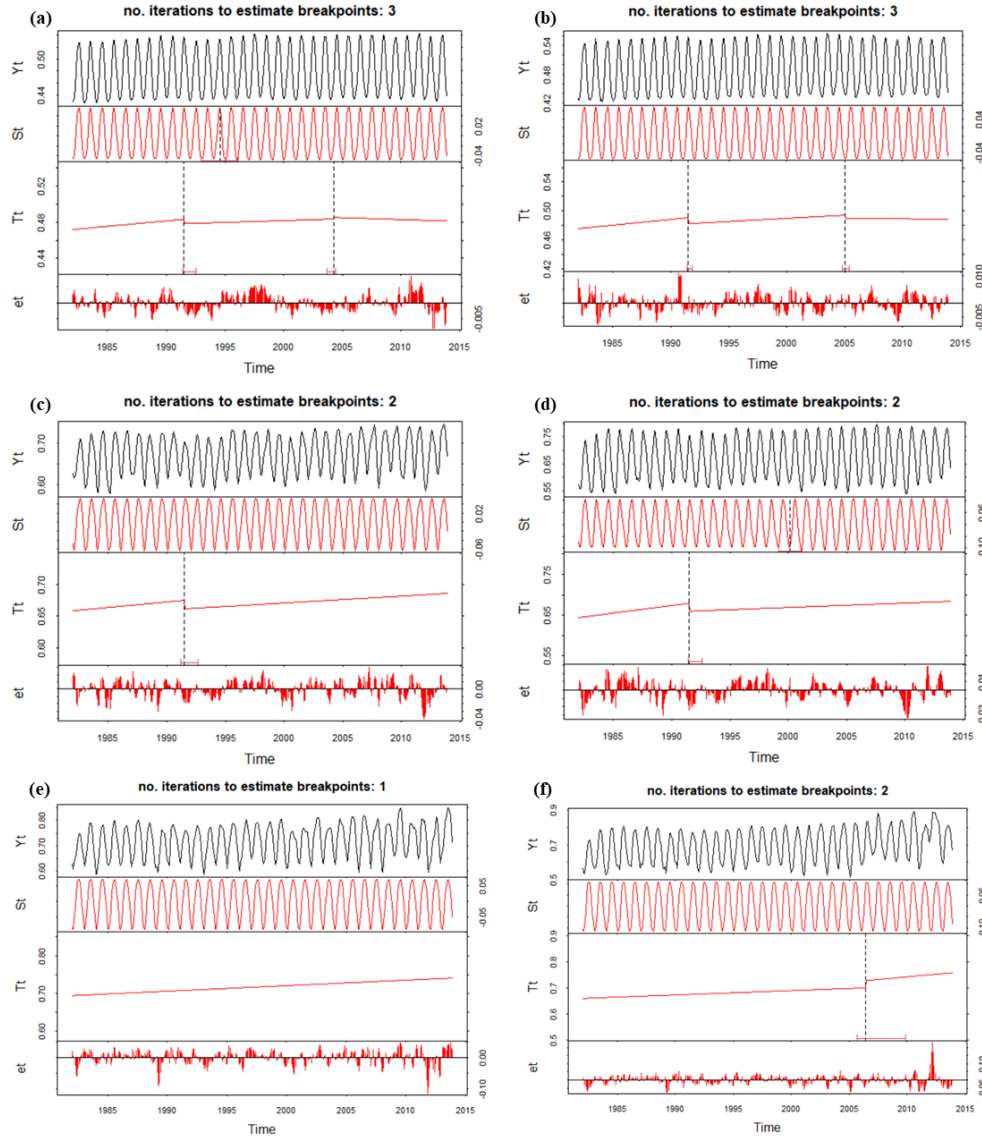 (a)
no. iterations to estimate breakpoints: 3
Yt
0.44 0.50
St
-0.04 0.02
Tt
0.44 0.48 0.52
et
-0.005
1985 1990 1995 2000 2005 2010 2015
Time
(b)
no. iterations to estimate breakpoints: 3
Yt
0.42 0.48 0.54
St
-0.04 0.04
Tt
0.42 0.46 0.50 0.54
et
-0.005 0.010
1985 1990 1995 2000 2005 2010 2015
Time
(c)
no. iterations to estimate breakpoints: 2
Yt
0.60 0.70
St
-0.06 0.02
Tt
0.60 0.65 0.70
et
-0.04 0.00
1985 1990 1995 2000 2005 2010 2015
Time
(d)
no. iterations to estimate breakpoints: 2
Yt
0.55 0.65 0.75
St
0.06
Tt
0.55 0.65 0.75
et
0.01
1985 1990 1995 2000 2005 2010 2015
Time
(e)
no. iterations to estimate breakpoints: 1
Yt
0.60 0.70 0.80
St
-0.05 0.05
Tt
0.60 0.70 0.80
et
-0.10 0.00
1985 1990 1995 2000 2005 2010 2015
Time
(f)
no. iterations to estimate breakpoints: 2
Yt
0.5 0.7 0.9
St
0.05
Tt
0.5 0.6 0.7 0.8 0.9
et
0.10
1985 1990 1995 2000 2005 2010 2015
Time